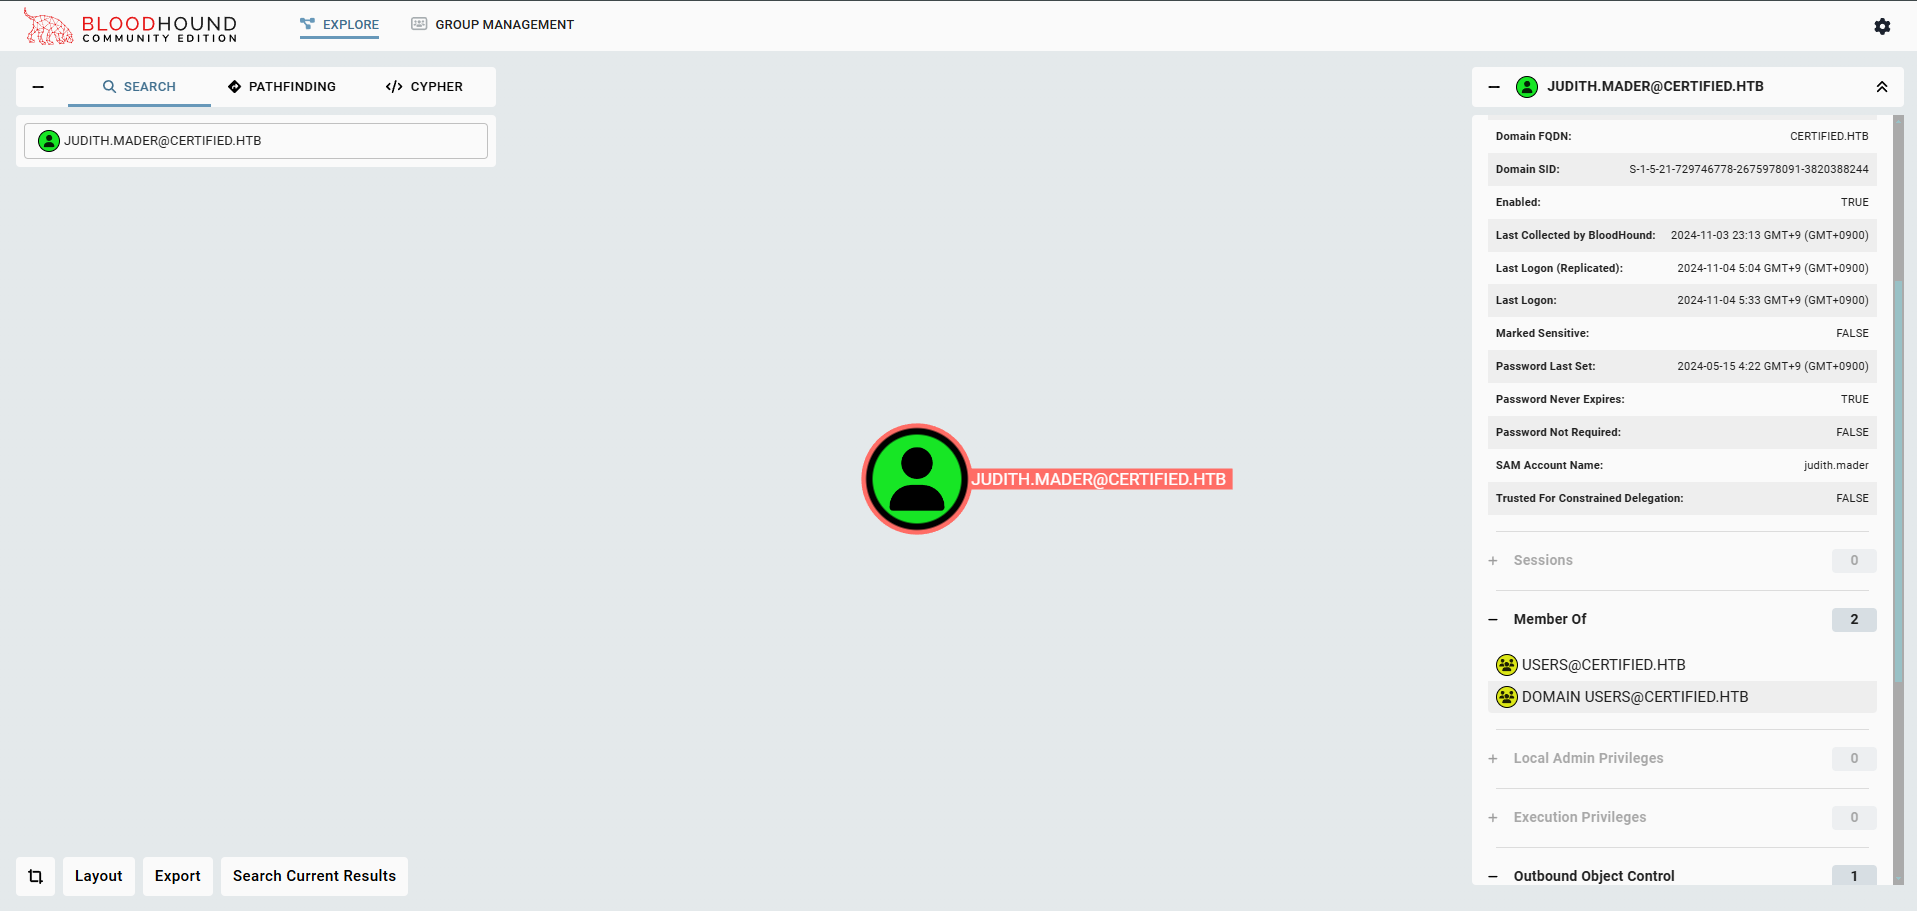 BLOODHOUND
COMMUNITY EDITION
EXPLORE
GROUP MANAGEMENT
SEARCH
PATHFINDING
CYPHER
JUDITH.MADER@CERTIFIED.HTB
JUDITH.MADER@CERTIFIED.HTB
Layout
Export
Search Current Results
JUDITH.MADER@CERTIFIED.HTB
Domain FQDN: CERTIFIED.HTB
Domain SID: S-1-5-21-729746778-2675978091-3820388244
Enabled: TRUE
Last Collected by BloodHound: 2024-11-03 23:13 GMT+9 (GMT+0900)
Last Logon (Replicated): 2024-11-04 5:04 GMT+9 (GMT+0900)
Last Logon: 2024-11-04 5:33 GMT+9 (GMT+0900)
Marked Sensitive: FALSE
Password Last Set: 2024-05-15 4:22 GMT+9 (GMT+0900)
Password Never Expires: TRUE
Password Not Required: FALSE
SAM Account Name: judith.mader
Trusted For Constrained Delegation: FALSE
Sessions 0
Member Of 2
USERS@CERTIFIED.HTB
DOMAIN USERS@CERTIFIED.HTB
Local Admin Privileges 0
Execution Privileges 0
Outbound Object Control 1